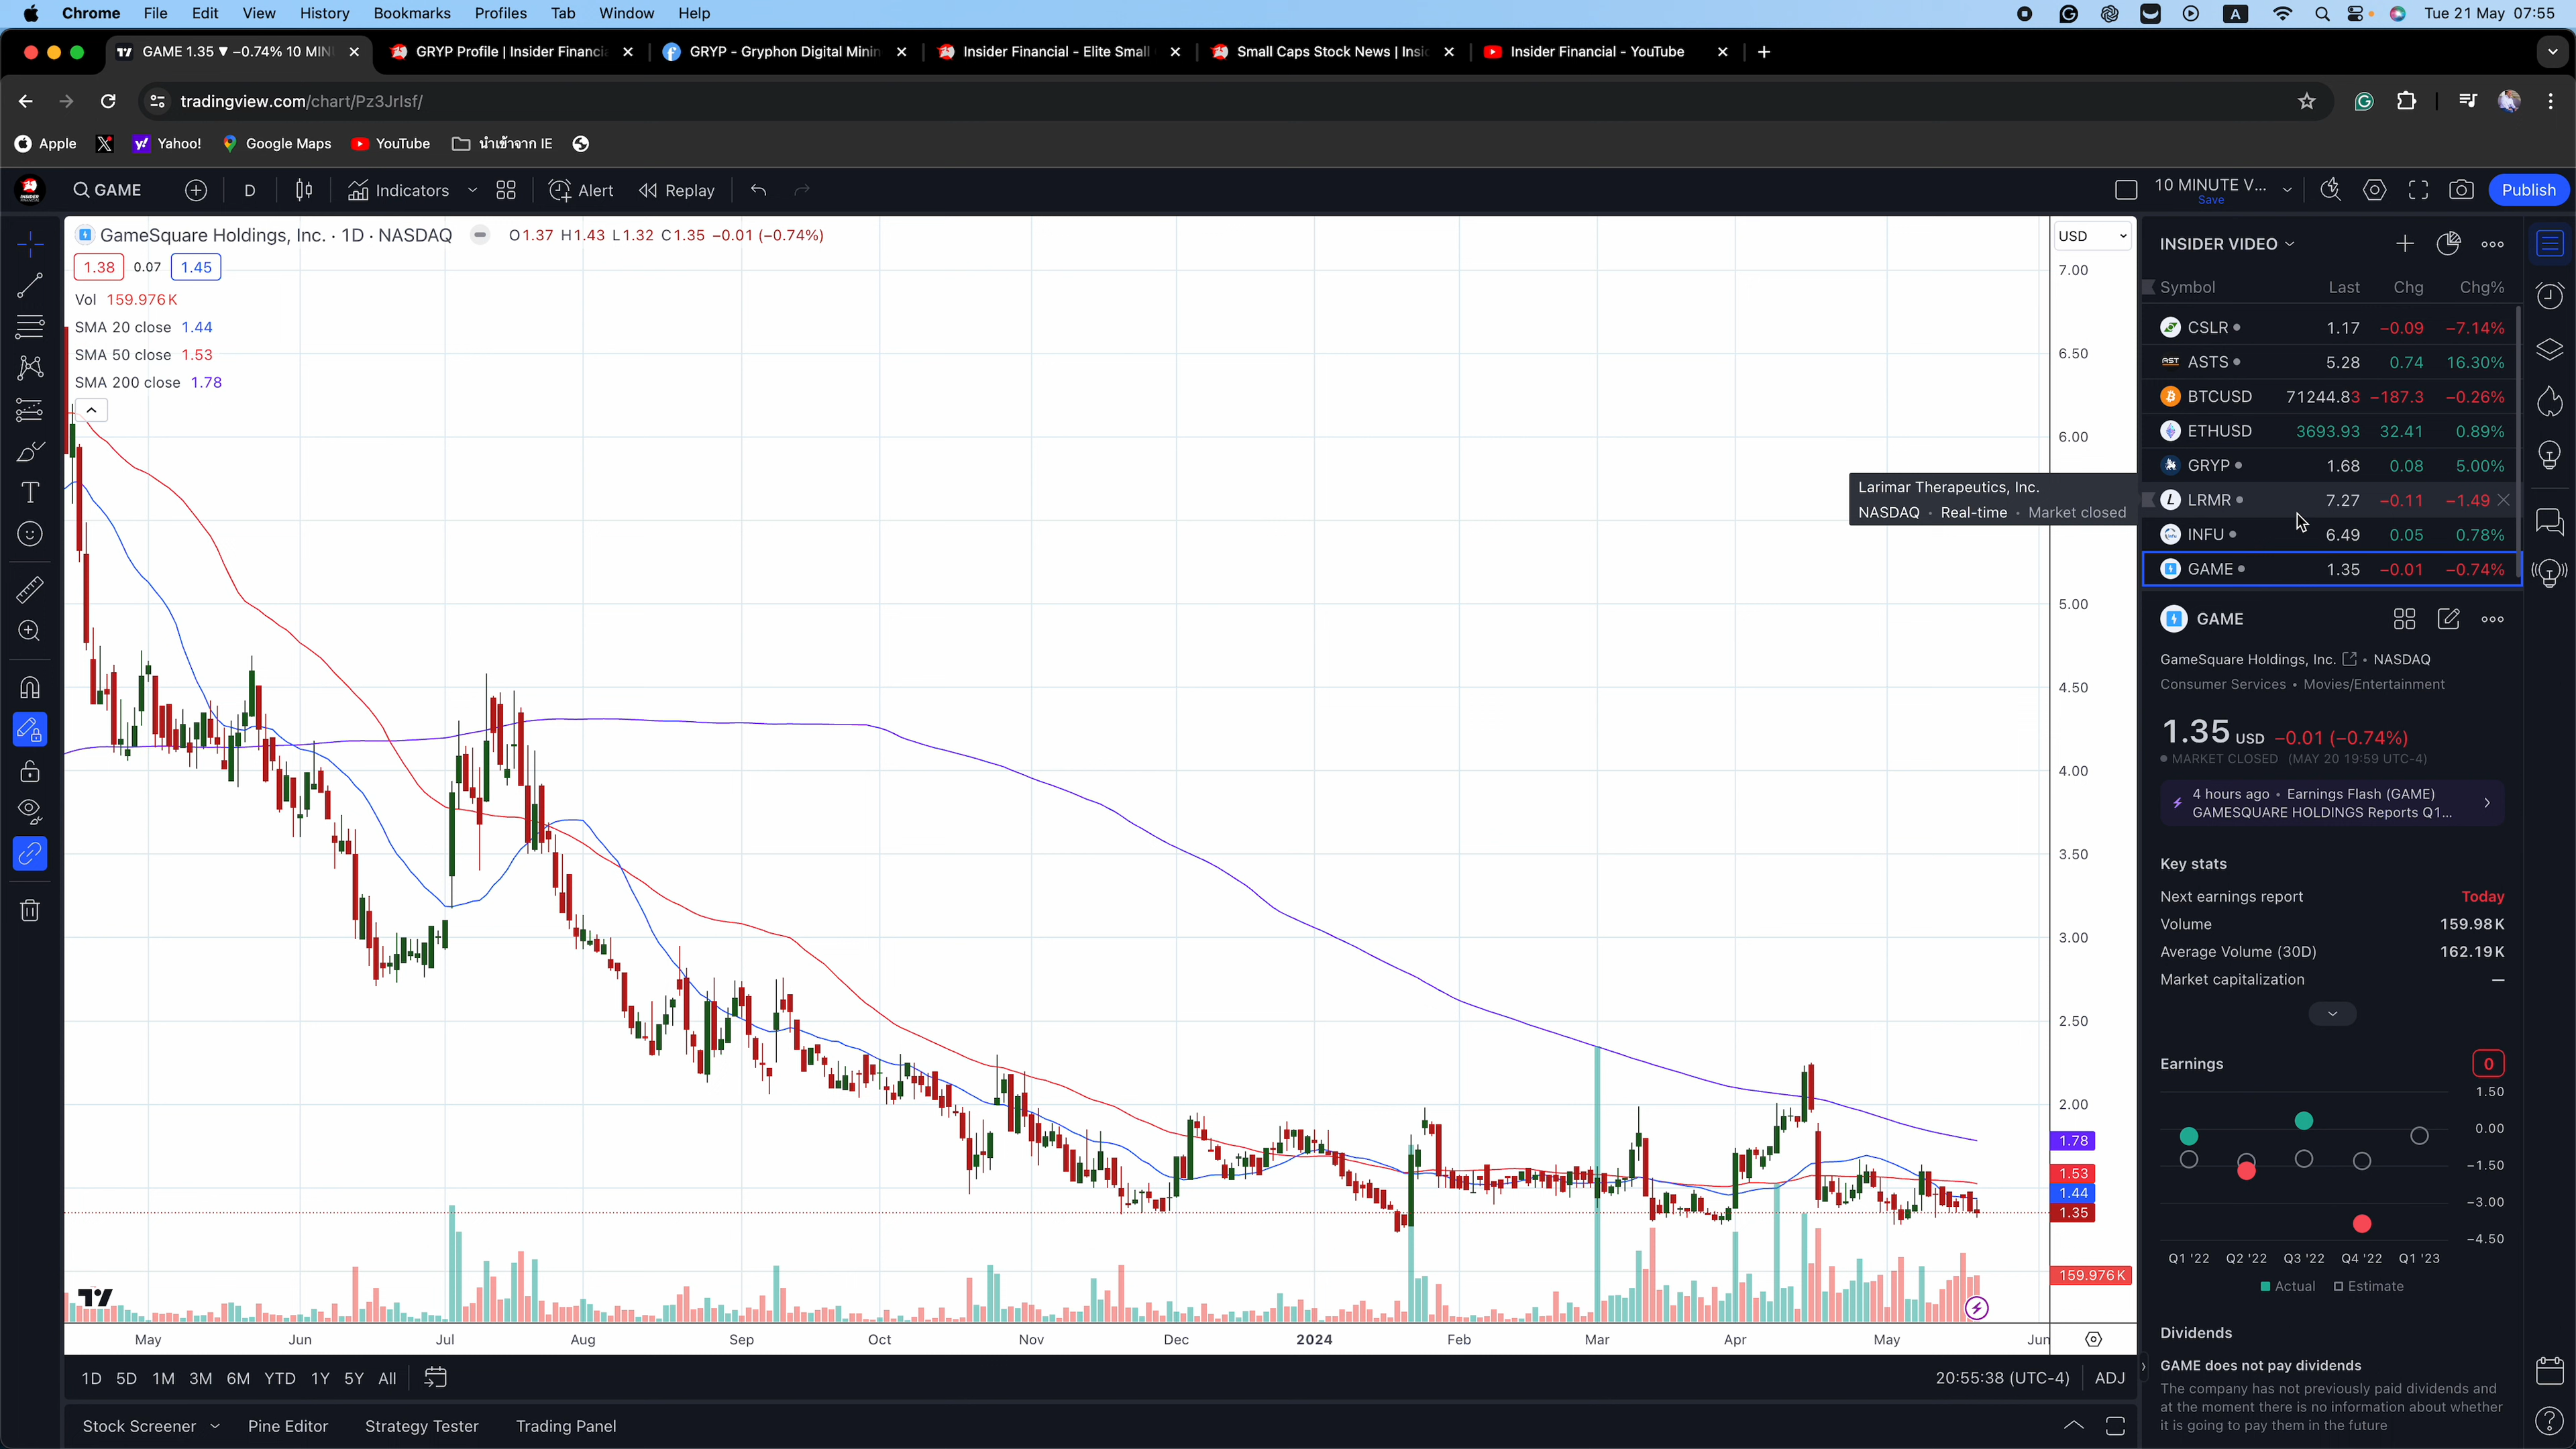 Chrome File Edit View History Bookmarks Profiles Tab Window Help A Tue 21 May 07:55
GAME 1.35 ▼ −0.74% 10 MIN
GRYP Profile | Insider Financia
GRYP - Gryphon Digital Minin
Insider Financial - Elite Small
Small Caps Stock News | Insi
Insider Financial - YouTube
tradingview.com/chart/Pz3JrIsf/
Apple Yahoo! Google Maps YouTube นำเข้าจาก IE
GAME D Indicators Alert Replay
10 MINUTE V...
Save
Publish
GameSquare Holdings, Inc. · 1D · NASDAQ O1.37 H1.43 L1.32 C1.35 −0.01 (−0.74%)
1.38 0.07 1.45
Vol 159.976K
SMA 20 close 1.44
SMA 50 close 1.53
SMA 200 close 1.78
USD
7.00
6.50
6.00
5.00
4.50
4.00
3.50
3.00
2.50
2.00
1.78
1.53
1.44
1.35
159.976K
May Jun Jul Aug Sep Oct Nov Dec 2024 Feb Mar Apr May Jun
1D 5D 1M 3M 6M YTD 1Y 5Y All
20:55:38 (UTC-4) ADJ
Stock Screener Pine Editor Strategy Tester Trading Panel
Larimar Therapeutics, Inc.
NASDAQ · Real-time · Market closed
INSIDER VIDEO
Symbol Last Chg Chg%
CSLR 1.17 −0.09 −7.14%
ASTS 5.28 0.74 16.30%
BTCUSD 71244.83 −187.3 −0.26%
ETHUSD 3693.93 32.41 0.89%
GRYP 1.68 0.08 5.00%
LRMR 7.27 −0.11 −1.49
INFU 6.49 0.05 0.78%
GAME 1.35 −0.01 −0.74%
GAME
GameSquare Holdings, Inc. • NASDAQ
Consumer Services • Movies/Entertainment
1.35 USD −0.01 (−0.74%)
MARKET CLOSED (MAY 20 19:59 UTC-4)
4 hours ago • Earnings Flash (GAME)
GAMESQUARE HOLDINGS Reports Q1...
Key stats
Next earnings report Today
Volume 159.98K
Average Volume (30D) 162.19K
Market capitalization —
Earnings 0
1.50
0.00
−1.50
−3.00
−4.50
Q1 '22 Q2 '22 Q3 '22 Q4 '22 Q1 '23
Actual Estimate
Dividends
GAME does not pay dividends
The company has not previously paid dividends and
at the moment there is no information about whether
it is going to pay them in the future